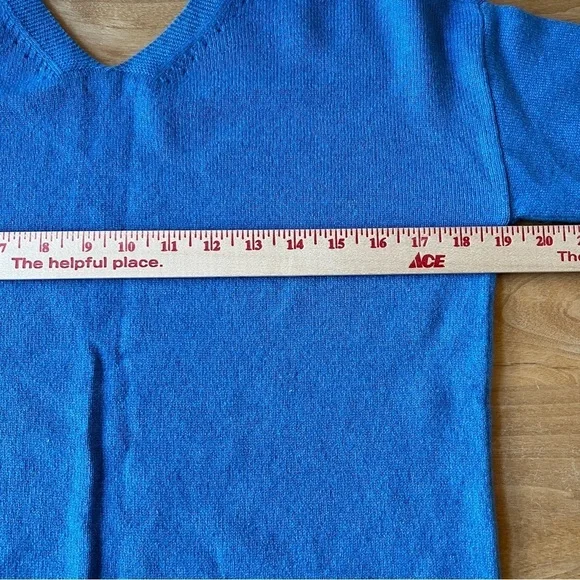 7 8 9 10 11 12 13 14 15 16 17 18 19 20
The helpful place. ACE The